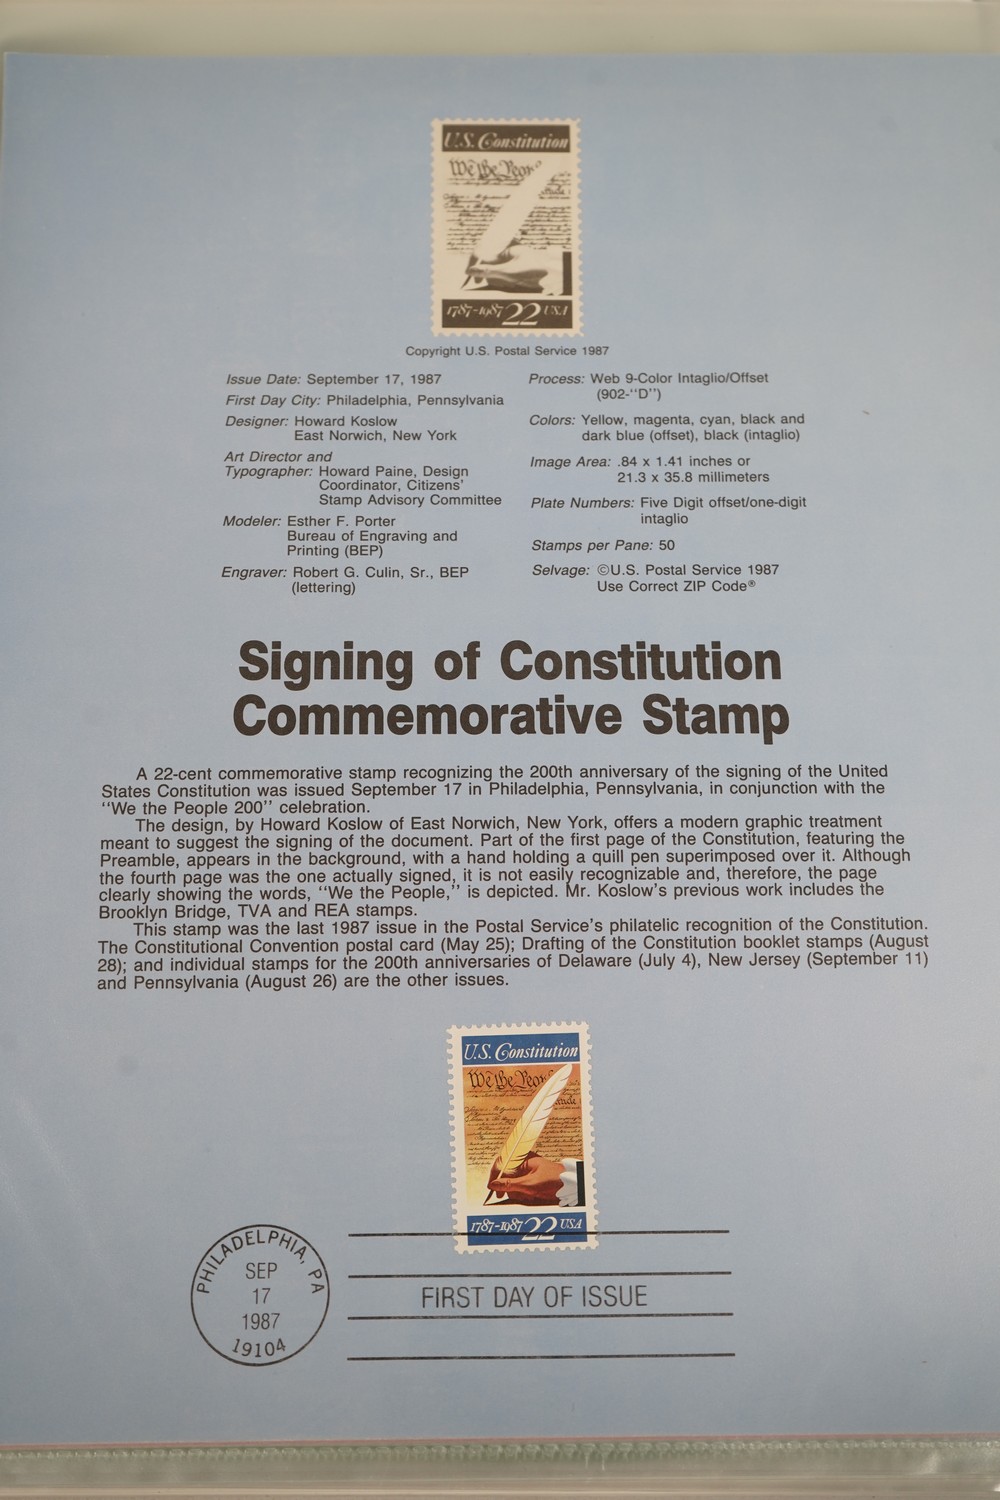 U.S. Constitution
We the People
1787-1987 22 USA
Copyright U.S. Postal Service 1987
Issue Date: September 17, 1987
First Day City: Philadelphia, Pennsylvania
Designer: Howard Koslow
East Norwich, New York
Art Director and
Typographer: Howard Paine, Design
Coordinator, Citizens'
Stamp Advisory Committee
Modeler: Esther F. Porter
Bureau of Engraving and
Printing (BEP)
Engraver: Robert G. Culin, Sr., BEP
(lettering)
Process: Web 9-Color Intaglio/Offset
(902-"D")
Colors: Yellow, magenta, cyan, black and
dark blue (offset), black (intaglio)
Image Area: .84 x 1.41 inches or
21.3 x 35.8 millimeters
Plate Numbers: Five Digit offset/one-digit
intaglio
Stamps per Pane: 50
Selvage: ©U.S. Postal Service 1987
Use Correct ZIP Code®
Signing of Constitution
Commemorative Stamp
A 22-cent commemorative stamp recognizing the 200th anniversary of the signing of the United
States Constitution was issued September 17 in Philadelphia, Pennsylvania, in conjunction with the
"We the People 200" celebration.
The design, by Howard Koslow of East Norwich, New York, offers a modern graphic treatment
meant to suggest the signing of the document. Part of the first page of the Constitution, featuring the
Preamble, appears in the background, with a hand holding a quill pen superimposed over it. Although
the fourth page was the one actually signed, it is not easily recognizable and, therefore, the page
clearly showing the words, "We the People," is depicted. Mr. Koslow's previous work includes the
Brooklyn Bridge, TVA and REA stamps.
This stamp was the last 1987 issue in the Postal Service's philatelic recognition of the Constitution.
The Constitutional Convention postal card (May 25); Drafting of the Constitution booklet stamps (August
28); and individual stamps for the 200th anniversaries of Delaware (July 4), New Jersey (September 11)
and Pennsylvania (August 26) are the other issues.
U.S. Constitution
We the People
1787-1987 22 USA
PHILADELPHIA, PA
SEP
17
1987
19104
FIRST DAY OF ISSUE